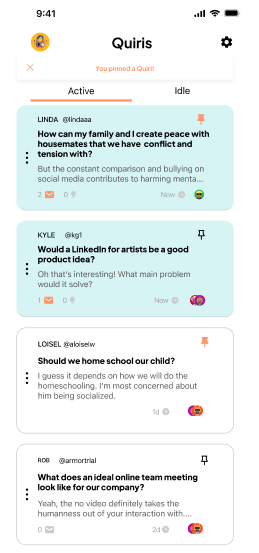 9:41
Quiris
You pinned a Quiri!
Active
Idle
LINDA @lindaaa
How can my family and I create peace with
housemates that we have conflict and
tension with?
But the constant comparison and bullying on
social media contributes to harming menta...
2 0 Now
KYLE @kg1
Would a LinkedIn for artists be a good
product idea?
Oh that's interesting! What main problem
would it solve?
1 0 Now
LOISEL @aloiselw
Should we home school our child?
I guess it depends on how we will do the
homeschooling. I'm most concerned about
him being socialized.
1d
ROB @armortrial
What does an ideal online team meeting
look like for our company?
Yeah, the no video definitely takes the
humanness out of your interaction with....
0 2d